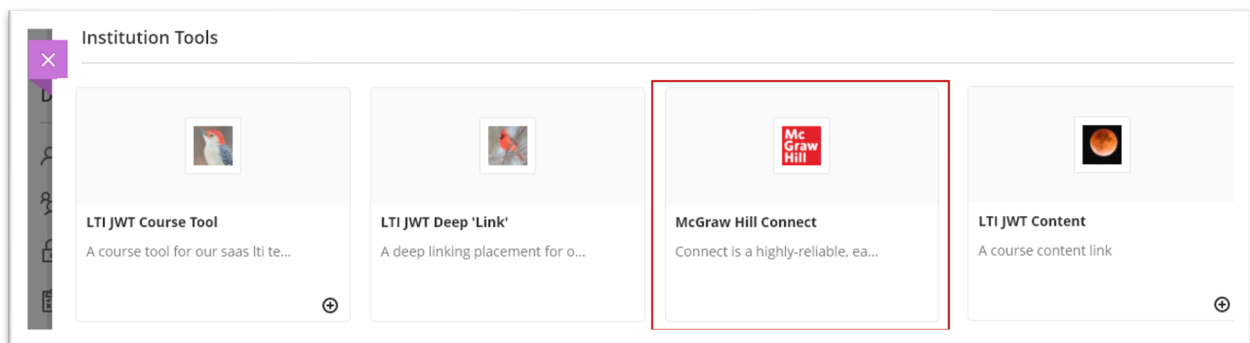 Institution Tools
Mc
Graw
Hill
LTI JWT Course Tool
A course tool for our saas lti te...
LTI JWT Deep 'Link'
A deep linking placement for o...
McGraw Hill Connect
Connect is a highly-reliable, ea...
LTI JWT Content
A course content link